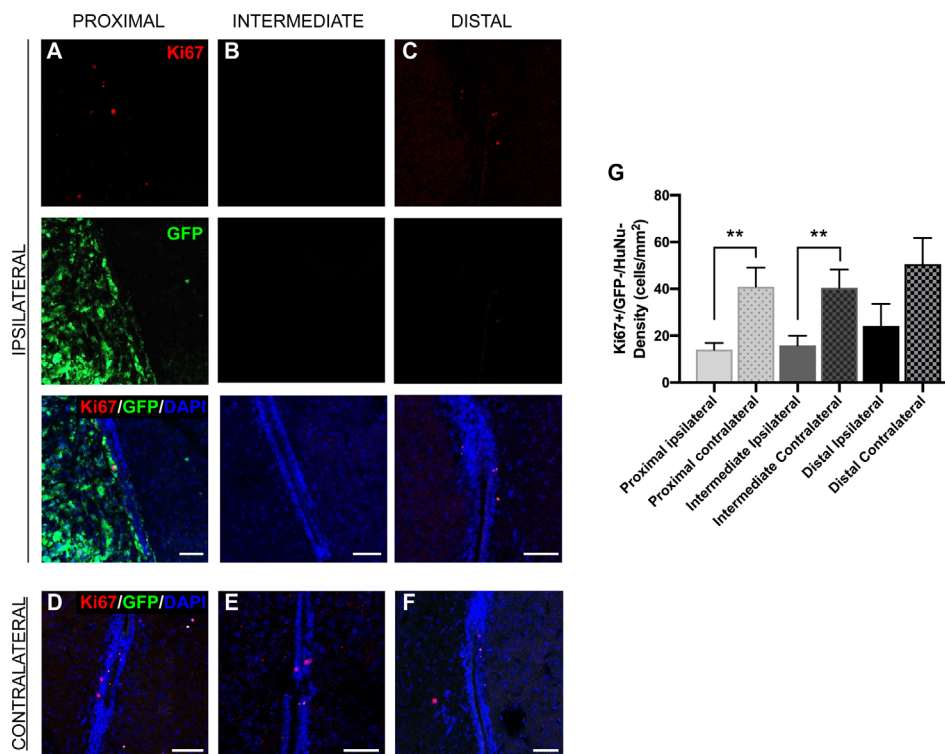 PROXIMAL INTERMEDIATE DISTAL
IPSILATERAL
A Ki67 B C
GFP
Ki67/GFP/DAPI
CONTRALATERAL
D Ki67/GFP/DAPI E F
G
Ki67+/GFP-/HuNu-
Density (cells/mm²)
80
60
40
20
0
** **
Proximal ipsilateral
Proximal contralateral
Intermediate Ipsilateral
Intermediate Contralateral
Distal Ipsilateral
Distal Contralateral